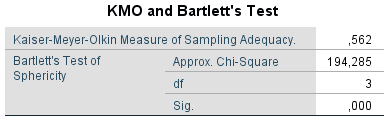 KMO and Bartlett's Test
Kaiser-Meyer-Olkin Measure of Sampling Adequacy. ,562
Bartlett's Test of Approx. Chi-Square 194,285
Sphericity
df 3
Sig. ,000